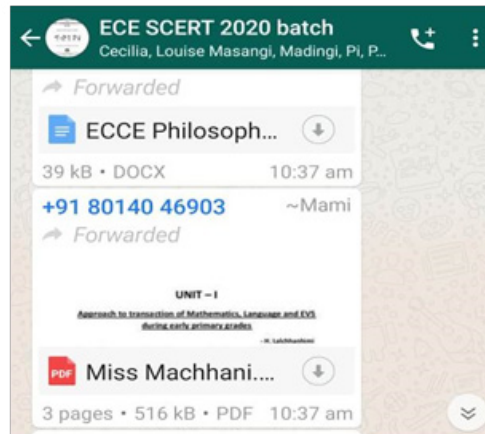 ECE SCERT 2020 batch
Cecilia, Louise Masangi, Madingi, Pi, P...
Forwarded
ECCE Philosoph...
39 kB • DOCX 10:37 am
+91 80140 46903 ~Mami
Forwarded
UNIT – I
Approach to transaction of Mathematics, Language and EVS
during early primary grades
PDF Miss Machhani....
3 pages • 516 kB • PDF 10:37 am